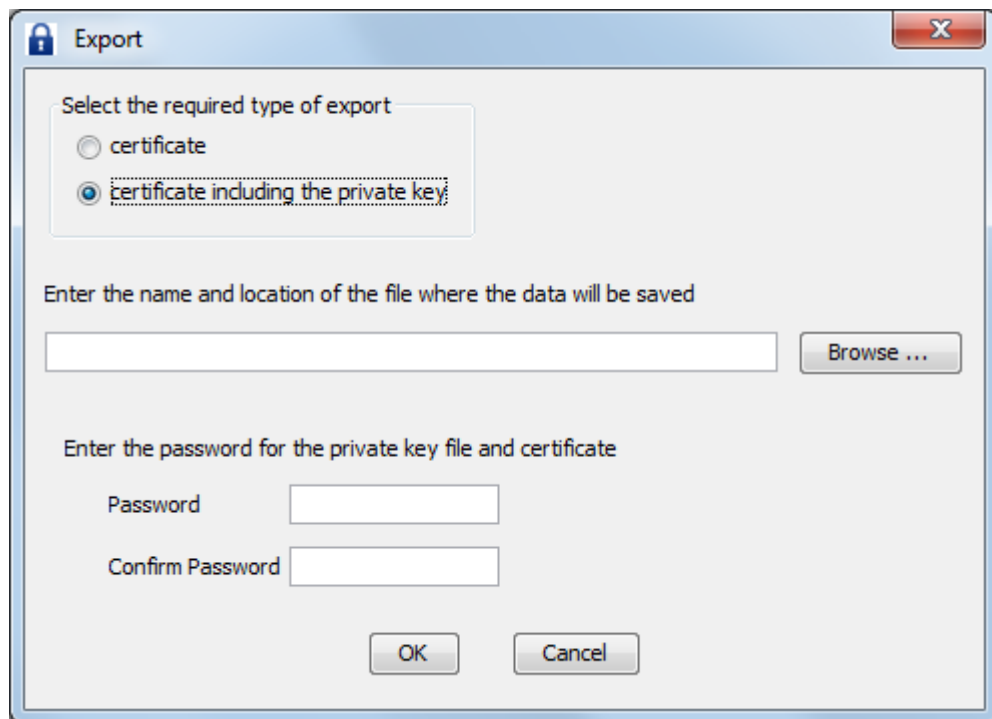 Export
Select the required type of export
certificate
certificate including the private key
Enter the name and location of the file where the data will be saved
Browse ...
Enter the password for the private key file and certificate
Password
Confirm Password
OK Cancel